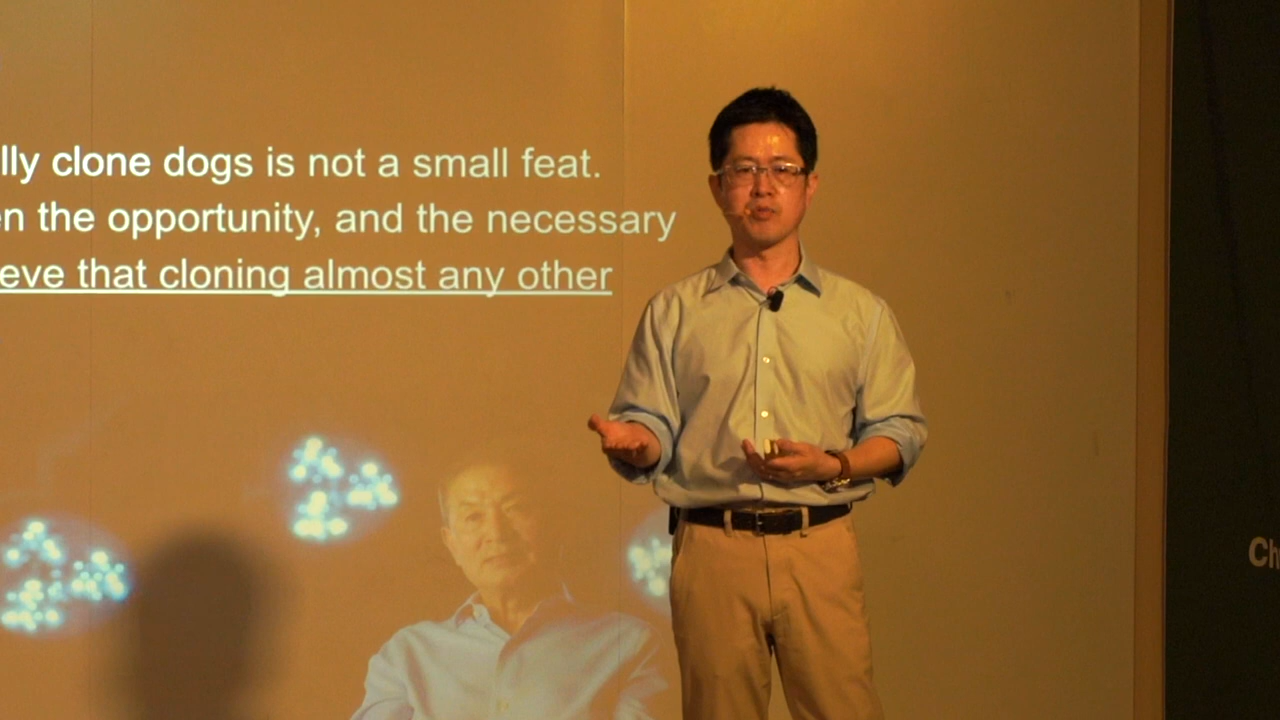 lly clone dogs is not a small feat.
en the opportunity, and the necessary
eve that cloning almost any other
Ch